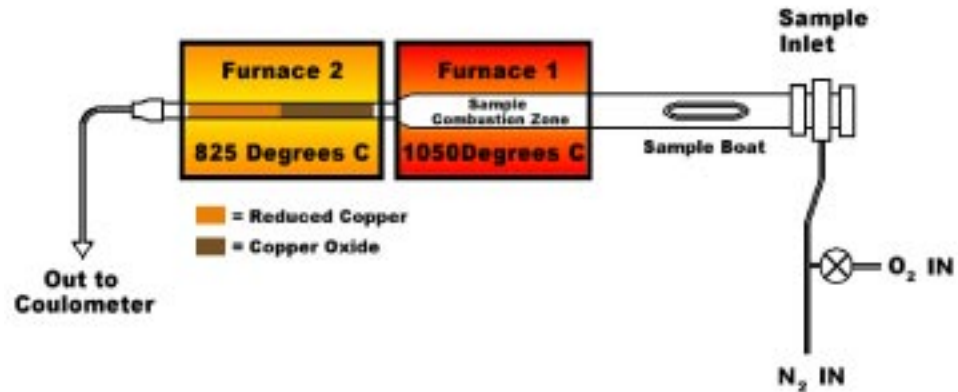 Sample
Inlet
Furnace 2
Furnace 1
Sample
Combustion Zone
825 Degrees C
1050Degrees C
Sample Boat
= Reduced Copper
= Copper Oxide
Out to
Coulometer
O₂ IN
N₂ IN